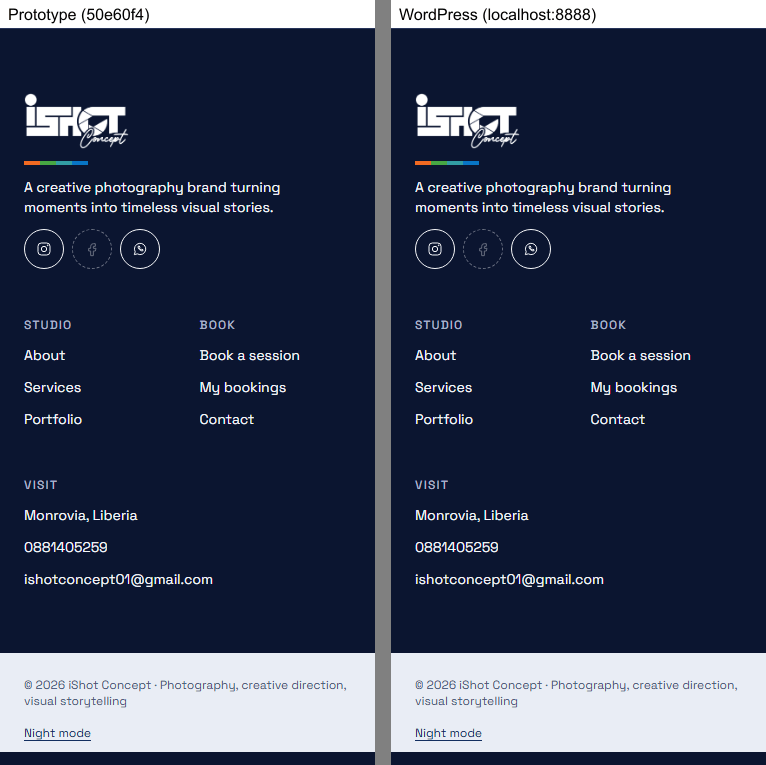 Prototype (50e60f4)
iSHOT
Concept
A creative photography brand turning
moments into timeless visual stories.
STUDIO
BOOK
About
Book a session
Services
My bookings
Portfolio
Contact
VISIT
Monrovia, Liberia
0881405259
ishotconcept01@gmail.com
© 2026 iShot Concept · Photography, creative direction,
visual storytelling
Night mode
WordPress (localhost:8888)
iSHOT
Concept
A creative photography brand turning
moments into timeless visual stories.
STUDIO
BOOK
About
Book a session
Services
My bookings
Portfolio
Contact
VISIT
Monrovia, Liberia
0881405259
ishotconcept01@gmail.com
© 2026 iShot Concept · Photography, creative direction,
visual storytelling
Night mode